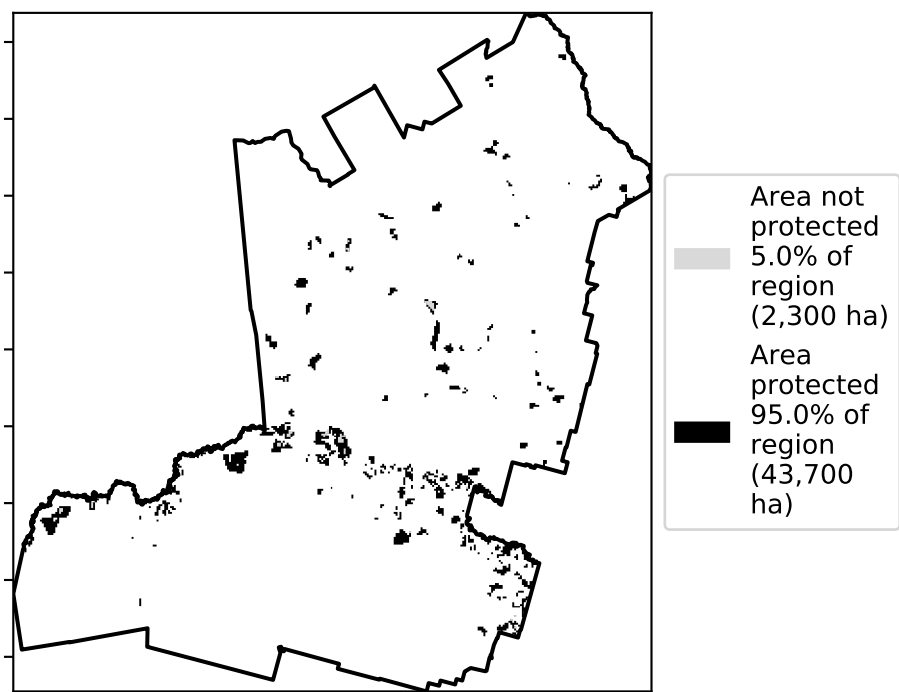 Area not
protected
5.0% of
region
(2,300 ha)
Area
protected
95.0% of
region
(43,700
ha)